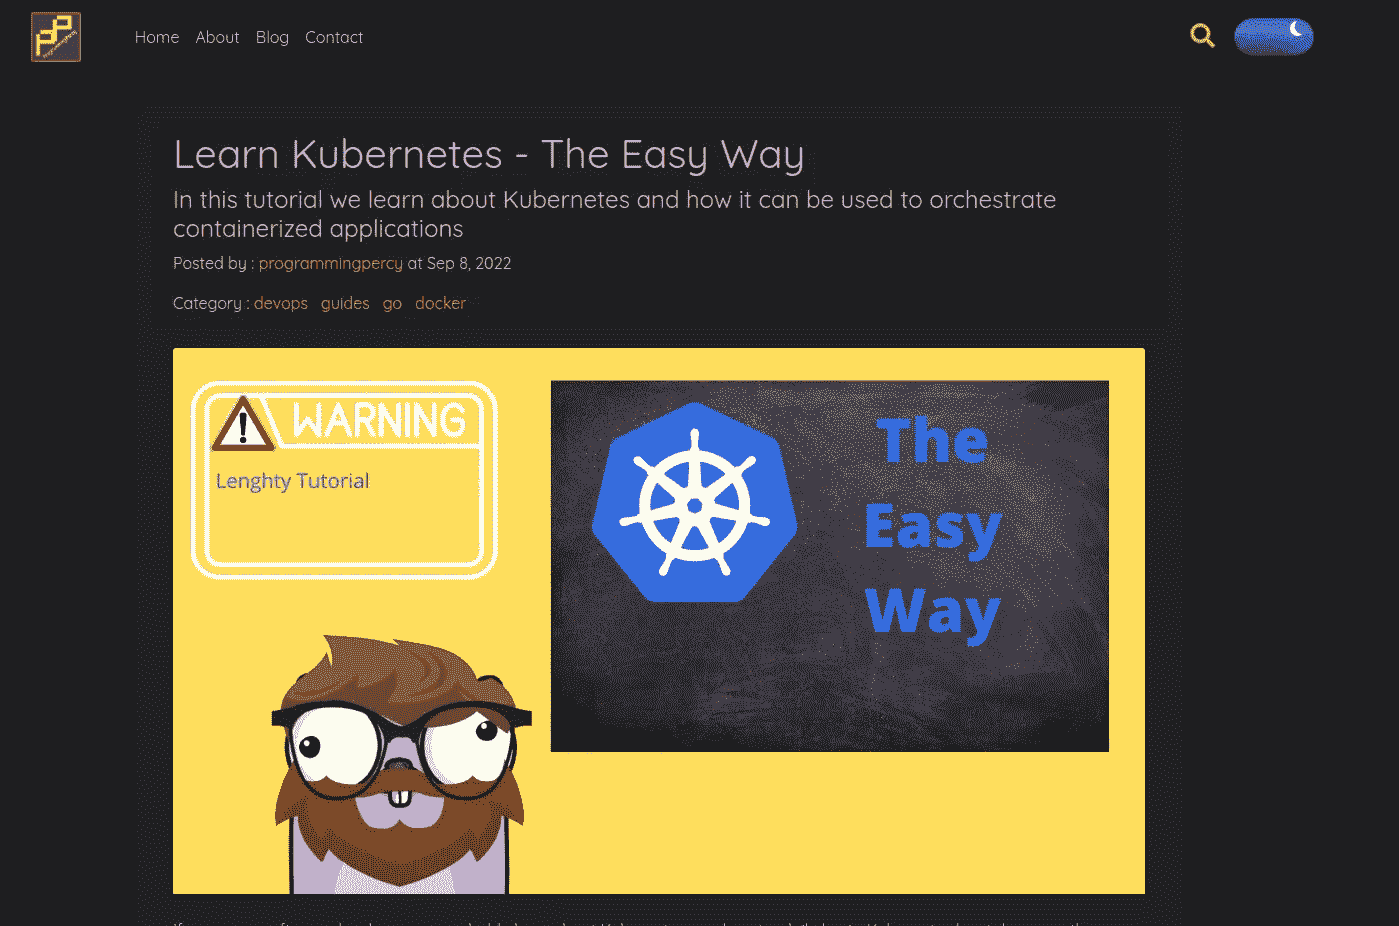 Home About Blog Contact
Learn Kubernetes - The Easy Way
In this tutorial we learn about Kubernetes and how it can be used to orchestrate
containerized applications
Posted by : programmingpercy at Sep 8, 2022
Category : devops guides go docker
WARNING
Lenghty Tutorial
The
Easy
Way